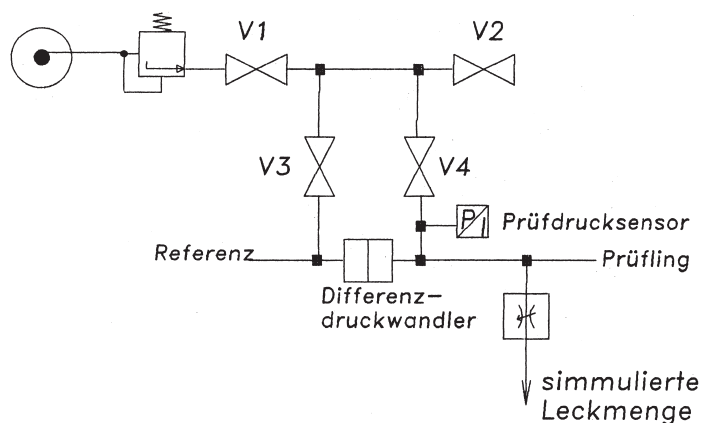 V1
V2
V3
V4
P/I
Prüfdrucksensor
Referenz
Prüfling
Differenz-
druckwandler
simmulierte
Leckmenge